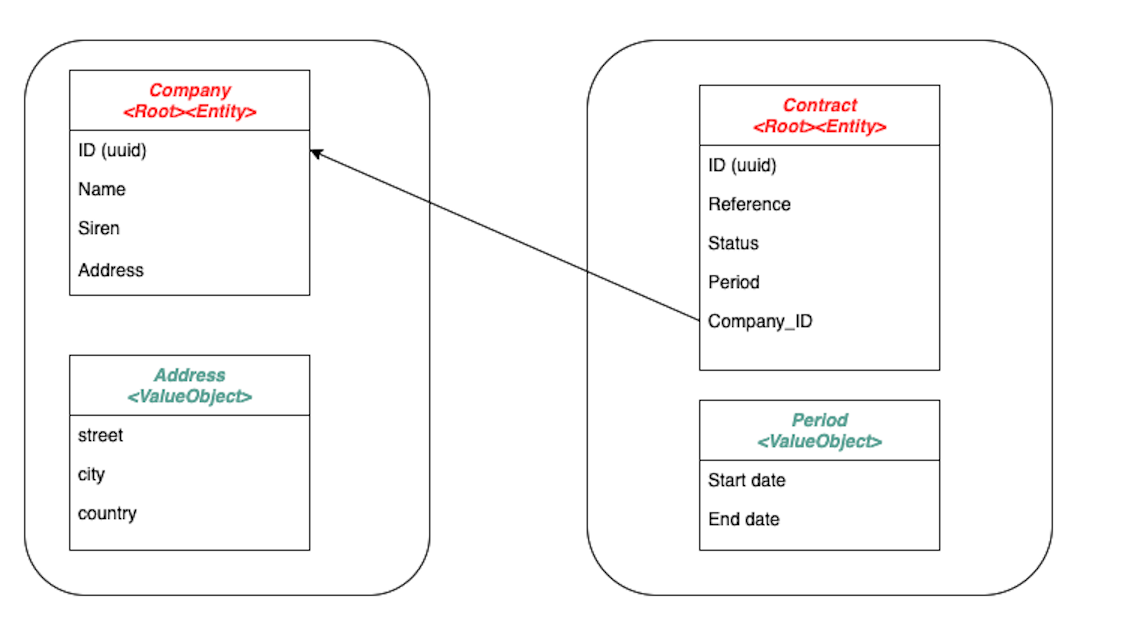 Company
<Root><Entity>
ID (uuid)
Name
Siren
Address
Address
<ValueObject>
street
city
country
Contract
<Root><Entity>
ID (uuid)
Reference
Status
Period
Company_ID
Period
<ValueObject>
Start date
End date